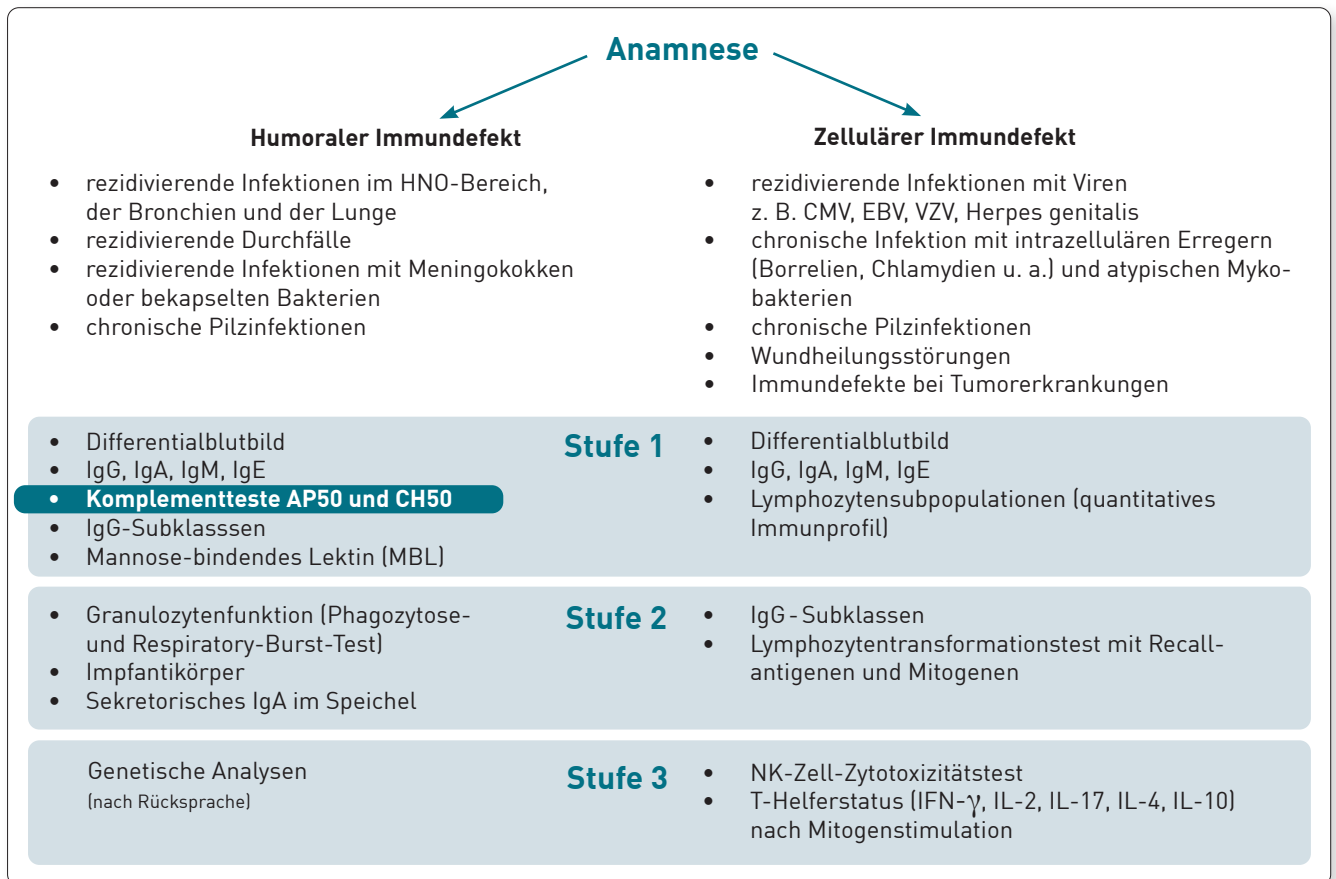 Anamnese
Humoraler Immundefekt
• rezidivierende Infektionen im HNO-Bereich,
der Bronchien und der Lunge
• rezidivierende Durchfälle
• rezidivierende Infektionen mit Meningokokken
oder bekapselten Bakterien
• chronische Pilzinfektionen
Zellulärer Immundefekt
• rezidivierende Infektionen mit Viren
z. B. CMV, EBV, VZV, Herpes genitalis
• chronische Infektion mit intrazellulären Erregern
(Borrelien, Chlamydien u. a.) und atypischen Myko-
bakterien
• chronische Pilzinfektionen
• Wundheilungsstörungen
• Immundefekte bei Tumorerkrankungen
Stufe 1
• Differentialblutbild
• IgG, IgA, IgM, IgE
• Komplementteste AP50 und CH50
• IgG-Subklasssen
• Mannose-bindendes Lektin (MBL)
• Differentialblutbild
• IgG, IgA, IgM, IgE
• Lymphozytensubpopulationen (quantitatives
Immunprofil)
Stufe 2
• Granulozytenfunktion (Phagozytose-
und Respiratory-Burst-Test)
• Impfantikörper
• Sekretorisches IgA im Speichel
• IgG - Subklassen
• Lymphozytentransformationstest mit Recall-
antigenen und Mitogenen
Stufe 3
Genetische Analysen
(nach Rücksprache)
• NK-Zell-Zytotoxizitätstest
• T-Helferstatus (IFN-γ, IL-2, IL-17, IL-4, IL-10)
nach Mitogenstimulation